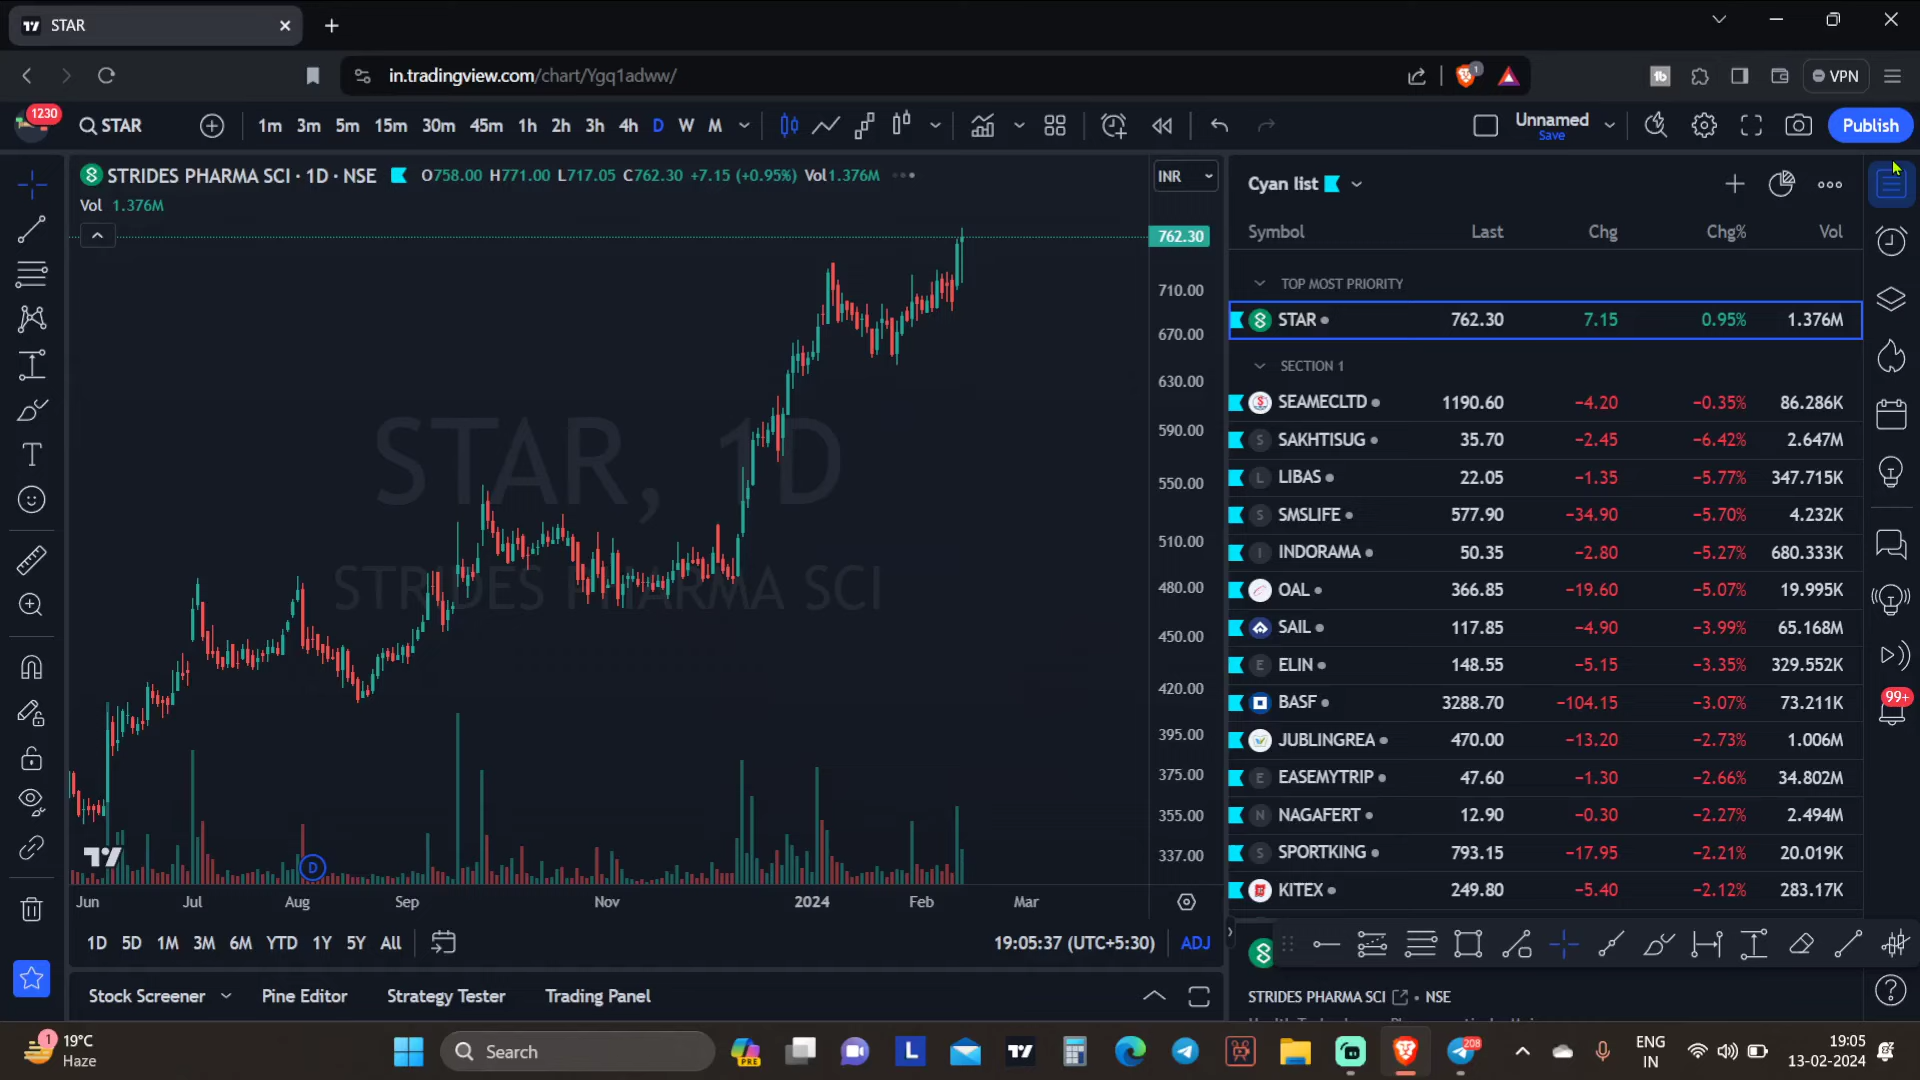 STAR
in.tradingview.com/chart/Ygq1adww/
1
VPN
1230
STAR
1m 3m 5m 15m 30m 45m 1h 2h 3h 4h D W M
Unnamed
Save
Publish
STRIDES PHARMA SCI · 1D · NSE O758.00 H771.00 L717.05 C762.30 +7.15 (+0.95%) Vol1.376M
INR
Vol 1.376M
762.30
710.00
670.00
630.00
590.00
550.00
510.00
480.00
450.00
420.00
395.00
375.00
355.00
337.00
STAR, 1D
STRIDES PHARMA SCI
D
Jun Jul Aug Sep Nov 2024 Feb Mar
1D 5D 1M 3M 6M YTD 1Y 5Y All
19:05:37 (UTC+5:30) ADJ
Stock Screener Pine Editor Strategy Tester Trading Panel
Cyan list
Symbol Last Chg Chg% Vol
TOP MOST PRIORITY
STAR 762.30 7.15 0.95% 1.376M
SECTION 1
SEAMECLTD 1190.60 −4.20 −0.35% 86.286K
S SAKHTISUG 35.70 −2.45 −6.42% 2.647M
L LIBAS 22.05 −1.35 −5.77% 347.715K
S SMSLIFE 577.90 −34.90 −5.70% 4.232K
I INDORAMA 50.35 −2.80 −5.27% 680.333K
OAL 366.85 −19.60 −5.07% 19.995K
SAIL 117.85 −4.90 −3.99% 65.168M
E ELIN 148.55 −5.15 −3.35% 329.552K
BASF 3288.70 −104.15 −3.07% 73.211K
JUBLINGREA 470.00 −13.20 −2.73% 1.006M
E EASEMYTRIP 47.60 −1.30 −2.66% 34.802M
N NAGAFERT 12.90 −0.30 −2.27% 2.494M
S SPORTKING 793.15 −17.95 −2.21% 20.019K
KITEX 249.80 −5.40 −2.12% 283.17K
STRIDES PHARMA SCI • NSE
99+
1
19°C
Haze
Search
PRE
L
208
ENG
IN
19:05
13-02-2024